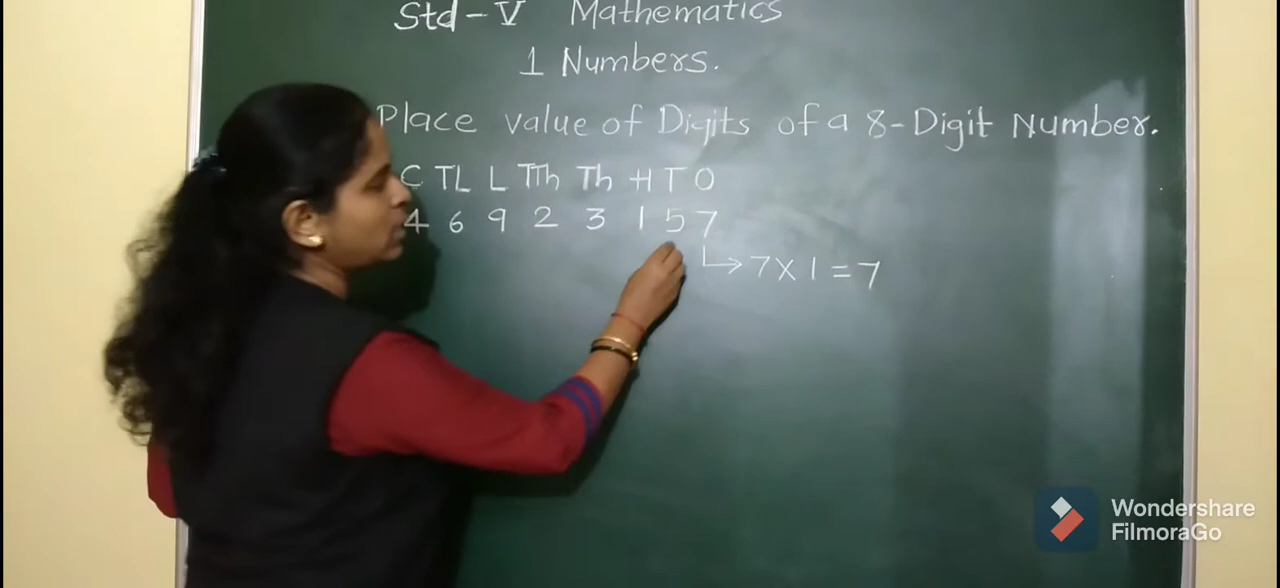 Std - V Mathematics
1 Numbers.
Place value of Digits of a 8-Digit Number.
C TL L TTh Th H T O
4 6 9 2 3 1 5 7
7 X 1 = 7
Wondershare
FilmoraGo